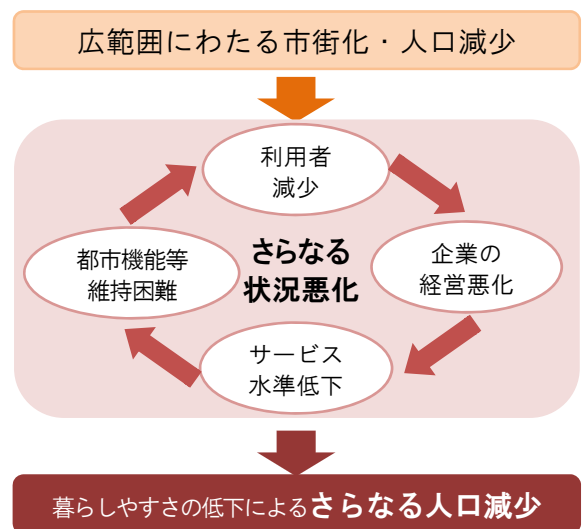 広範囲にわたる市街化・人口減少
利用者
減少
企業の
経営悪化
さらなる
状況悪化
都市機能等
維持困難
サービス
水準低下
暮らしやすさの低下によるさらなる人口減少